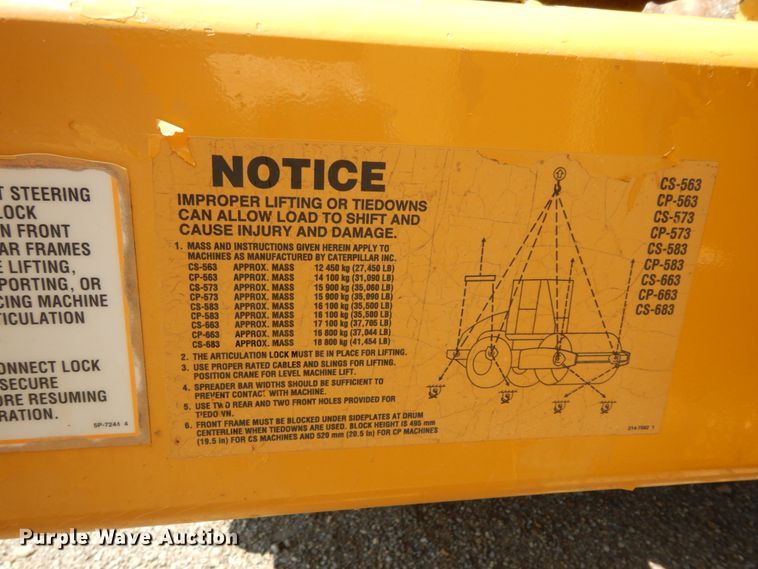 T STEERING
LOCK
N FRONT
AR FRAMES
E LIFTING,
PORTING, OR
CING MACHINE
TICULATION
ONNECT LOCK
SECURE
ORE RESUMING
RATION.
SP-7244 4
NOTICE
IMPROPER LIFTING OR TIEDOWNS
CAN ALLOW LOAD TO SHIFT AND
CAUSE INJURY AND DAMAGE.
1. MASS AND INSTRUCTIONS GIVEN HEREIN APPLY TO
MACHINES AS MANUFACTURED BY CATERPILLAR INC.
CS-563 APPROX. MASS 12 450 kg (27,450 LB)
CP-563 APPROX. MASS 14 100 kg (31,090 LB)
CS-573 APPROX. MASS 15 900 kg (35,060 LB)
CP-573 APPROX. MASS 15 900 kg (35,090 LB)
CS-583 APPROX. MASS 16 100 kg (35,500 LB)
CP-583 APPROX. MASS 16 100 kg (35,500 LB)
CS-663 APPROX. MASS 17 100 kg (37,705 LB)
CP-663 APPROX. MASS 16 800 kg (37,044 LB)
CS-683 APPROX. MASS 18 800 kg (41,454 LB)
2. THE ARTICULATION LOCK MUST BE IN PLACE FOR LIFTING.
3. USE PROPER RATED CABLES AND SLINGS FOR LIFTING.
POSITION CRANE FOR LEVEL MACHINE LIFT.
4. SPREADER BAR WIDTHS SHOULD BE SUFFICIENT TO
PREVENT CONTACT WITH MACHINE.
5. USE TWO REAR AND TWO FRONT HOLES PROVIDED FOR
TIEDOWN.
6. FRONT FRAME MUST BE BLOCKED UNDER SIDEPLATES AT DRUM
CENTERLINE WHEN TIEDOWNS ARE USED. BLOCK HEIGHT IS 495 mm
(19.5 in) FOR CS MACHINES AND 520 mm (20.5 in) FOR CP MACHINES
CS-563
CP-563
CS-573
CP-573
CS-583
CP-583
CS-663
CP-663
CS-683
Purple Wave Auction